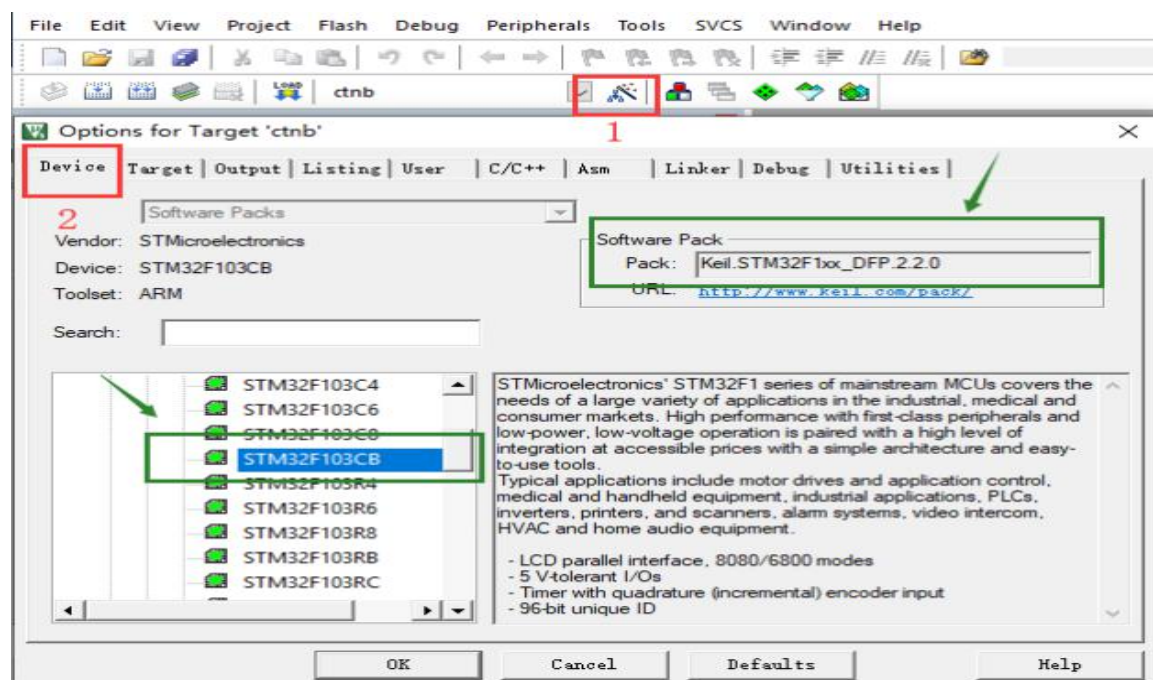 File Edit View Project Flash Debug Peripherals Tools SVCS Window Help
LOAD ctnb
1
Options for Target 'ctnb'
Device Target Output Listing User C/C++ Asm Linker Debug Utilities
2
Software Packs
Vendor: STMicroelectronics
Device: STM32F103CB
Toolset: ARM
Search:
Software Pack
Pack: Keil.STM32F1xx_DFP.2.2.0
URL: http://www.keil.com/pack/
STM32F103C4
STM32F103C6
STM32F103C8
STM32F103CB
STM32F103R4
STM32F103R6
STM32F103R8
STM32F103RB
STM32F103RC
STMicroelectronics' STM32F1 series of mainstream MCUs covers the
needs of a large variety of applications in the industrial, medical and
consumer markets. High performance with first-class peripherals and
low-power, low-voltage operation is paired with a high level of
integration at accessible prices with a simple architecture and easy-
to-use tools.
Typical applications include motor drives and application control,
medical and handheld equipment, industrial applications, PLCs,
inverters, printers, and scanners, alarm systems, video intercom,
HVAC and home audio equipment.
- LCD parallel interface, 8080/6800 modes
- 5 V-tolerant I/Os
- Timer with quadrature (incremental) encoder input
- 96-bit unique ID
OK Cancel Defaults Help